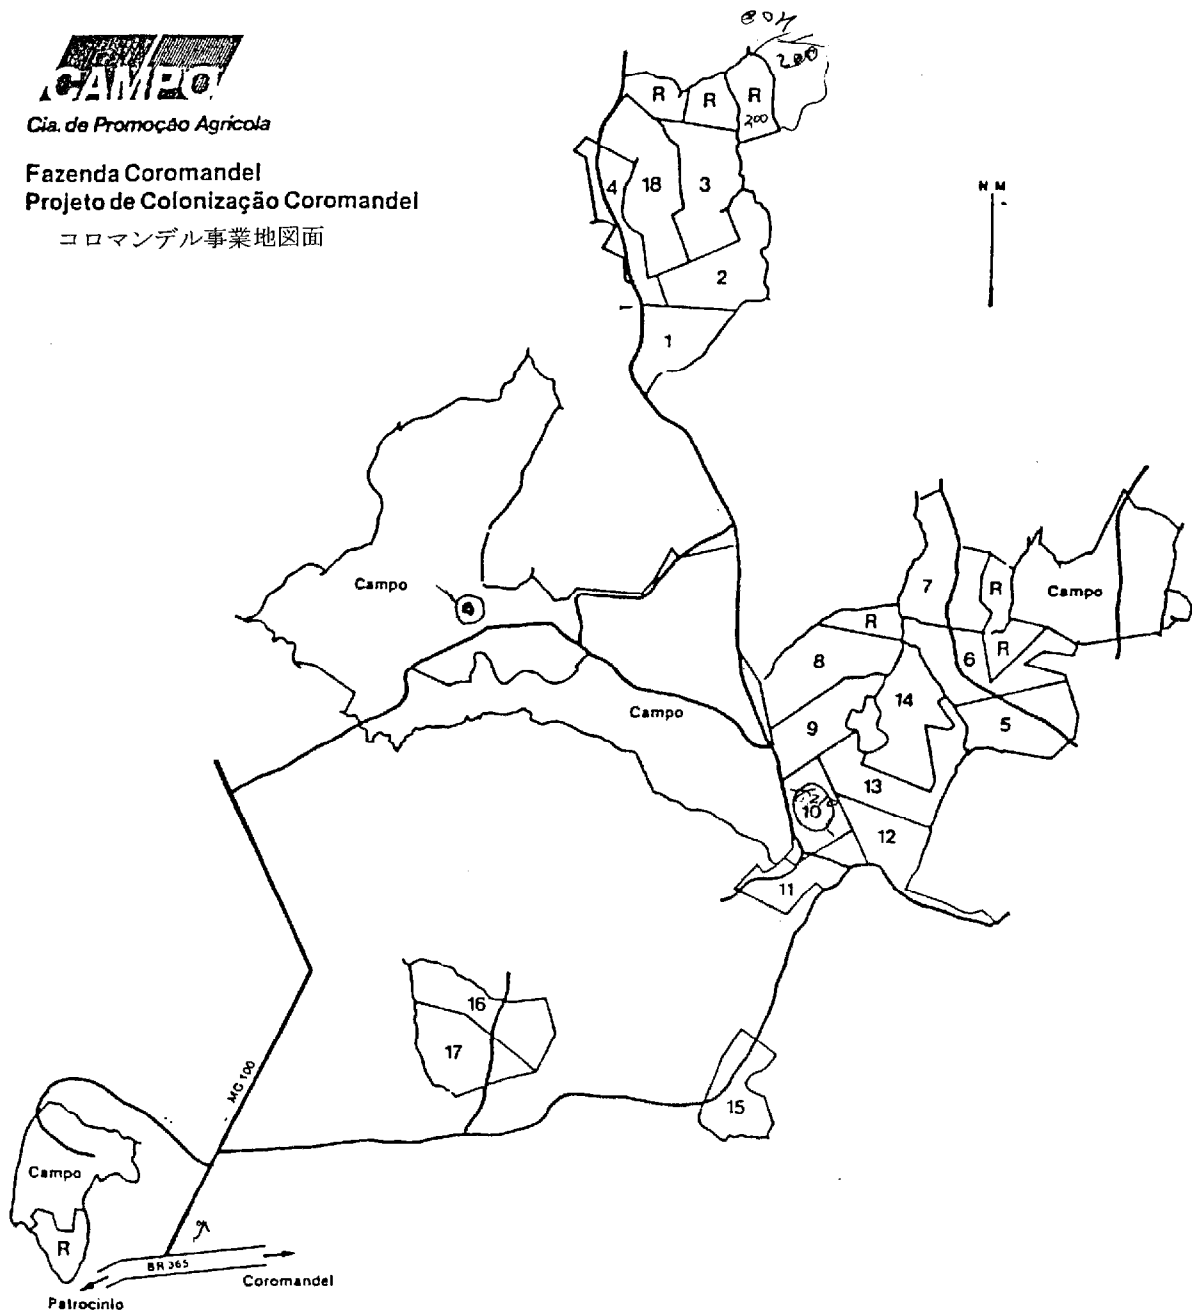 CAMPO
Cia. de Promoção Agrícola
Fazenda Coromandel
Projeto de Colonização Coromandel
コロマンデル事業地図面
200
R
R
R
200
N M
4
18
3
2
1
Campo
7
R
Campo
R
8
6
R
14
Campo
9
5
13
10
12
11
16
17
MG 100
15
Campo
R
BR 365
Coromandel
Patrocinio